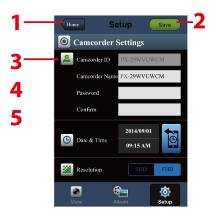 1
Home
Setup
Save
2
Camcorder Settings
3
Camcorder ID
FX-29WVUWCM
Camcorder Name
FX-29WVUWCM
4
Password
5
Confirm
Date & Time
2014/09/01
09:15 AM
Resolution
SHD
FHD
View
Album
Setup